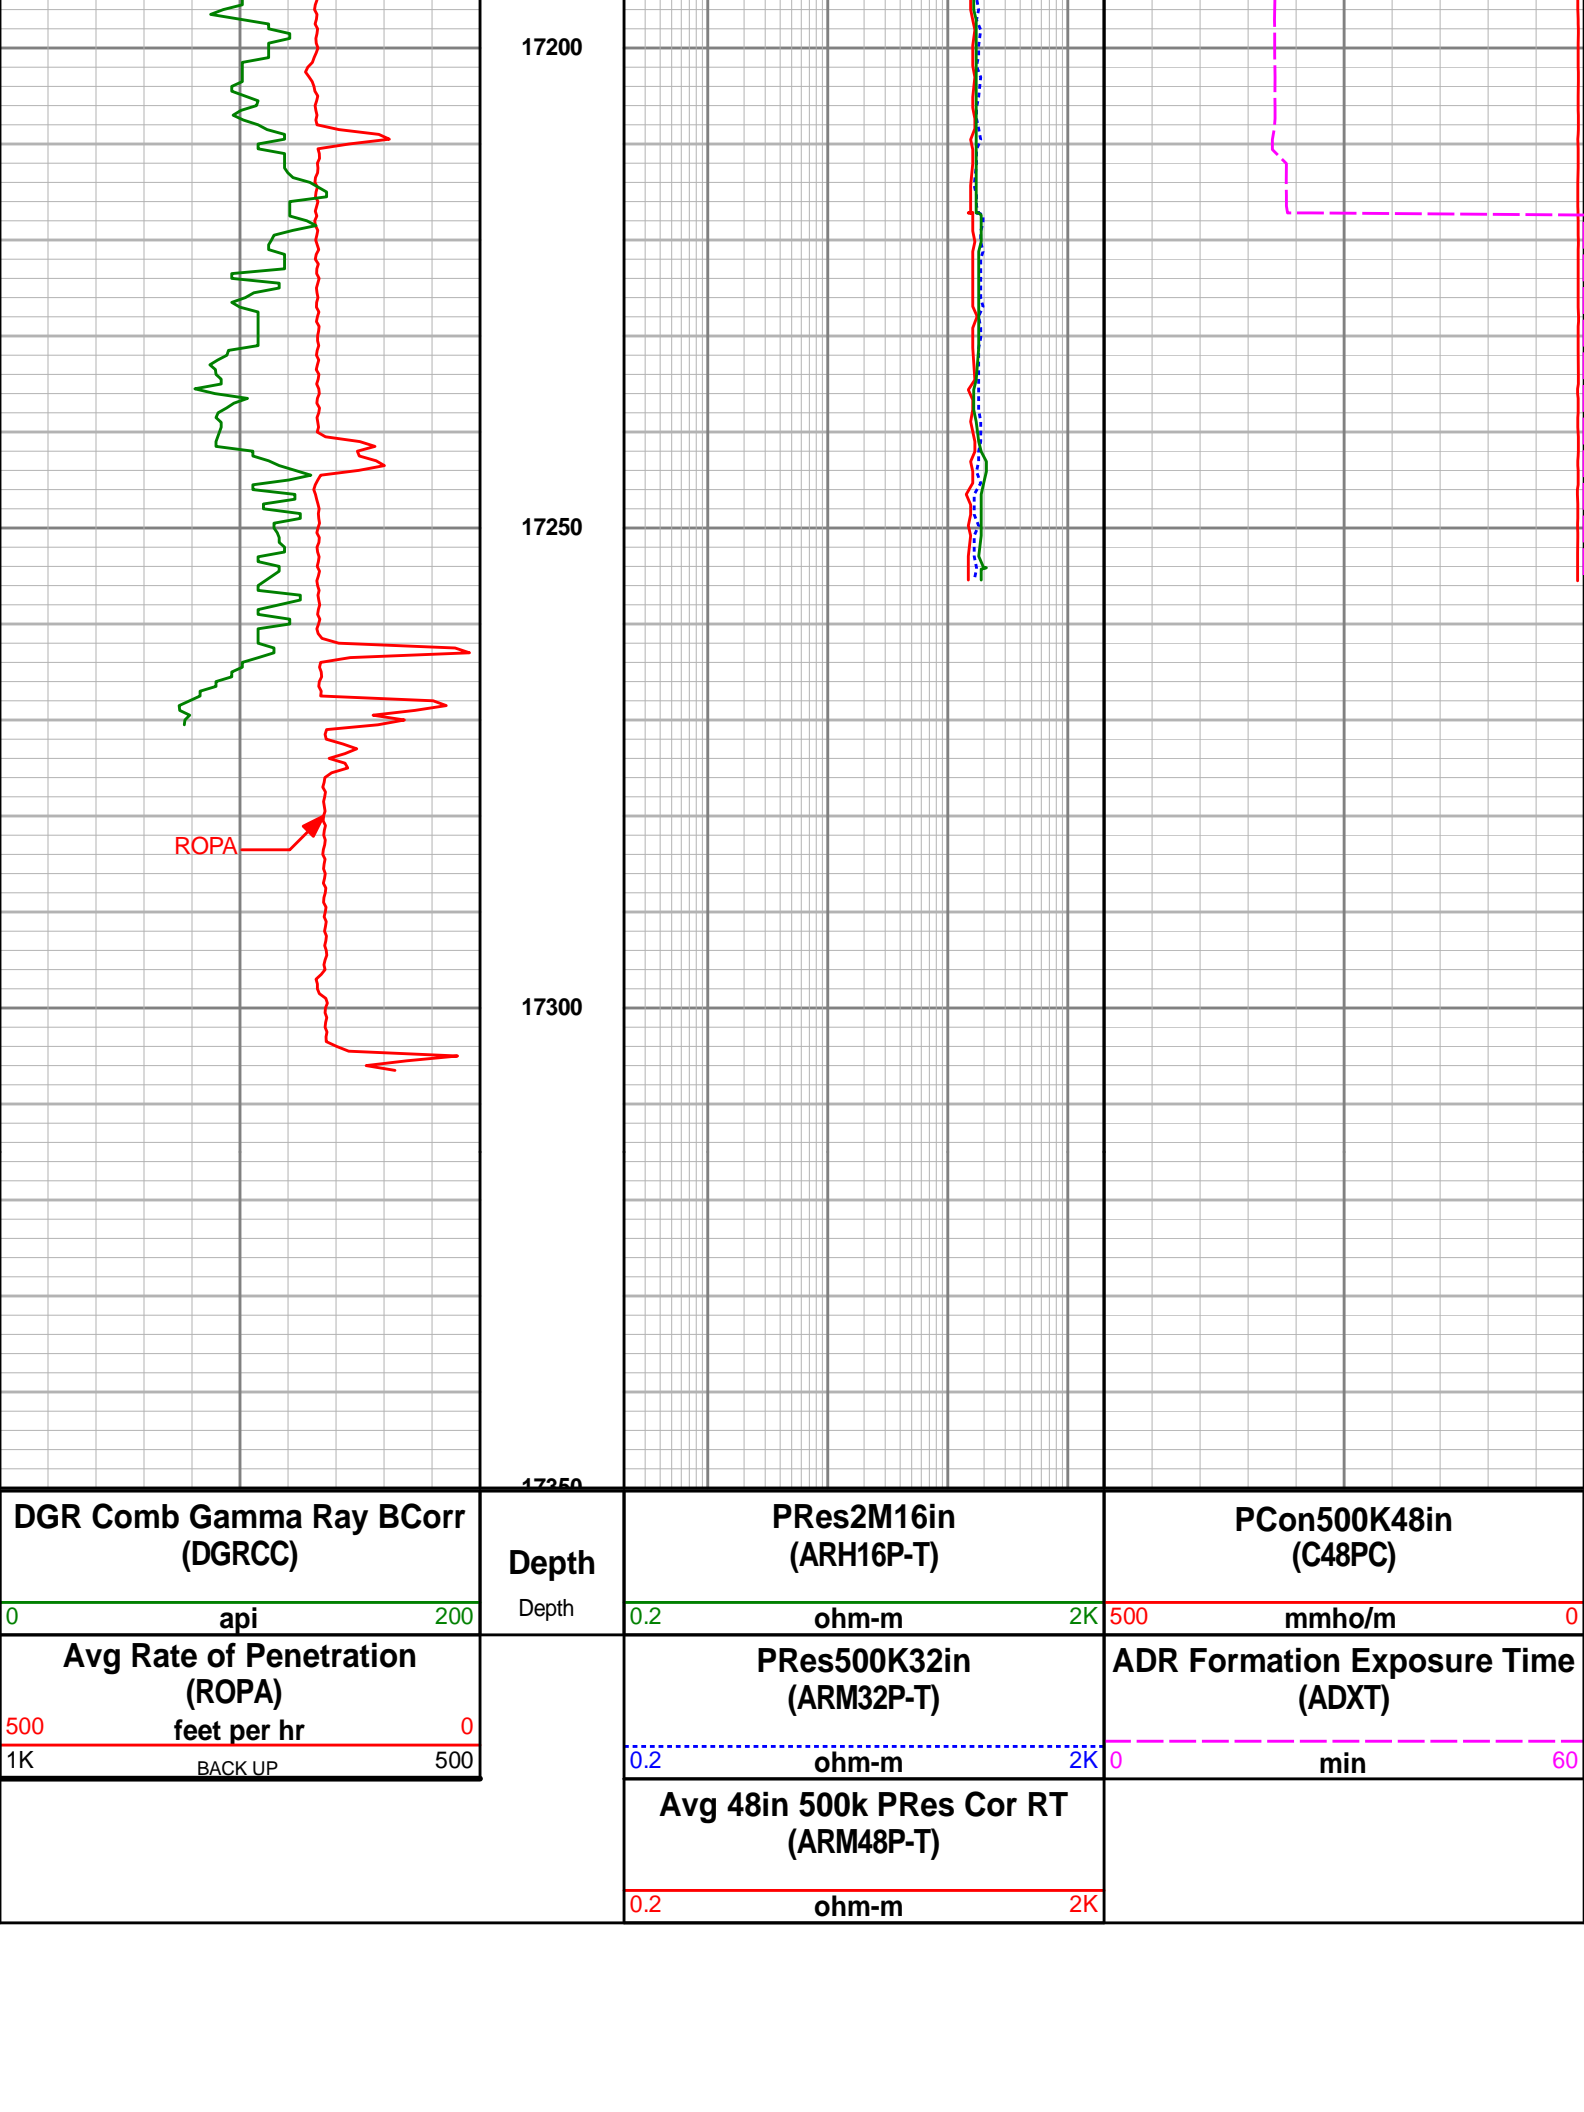 17200
17250
ROPA
17300
17350
DGR Comb Gamma Ray BCorr
(DGRCC)
0 api 200
Avg Rate of Penetration
(ROPA)
500 feet per hr 0
1K BACK UP 500
Depth
Depth
PRes2M16in
(ARH16P-T)
0.2 ohm-m 2K
PRes500K32in
(ARM32P-T)
0.2 ohm-m 2K
Avg 48in 500k PRes Cor RT
(ARM48P-T)
0.2 ohm-m 2K
PCon500K48in
(C48PC)
500 mmho/m 0
ADR Formation Exposure Time
(ADXT)
0 min 60